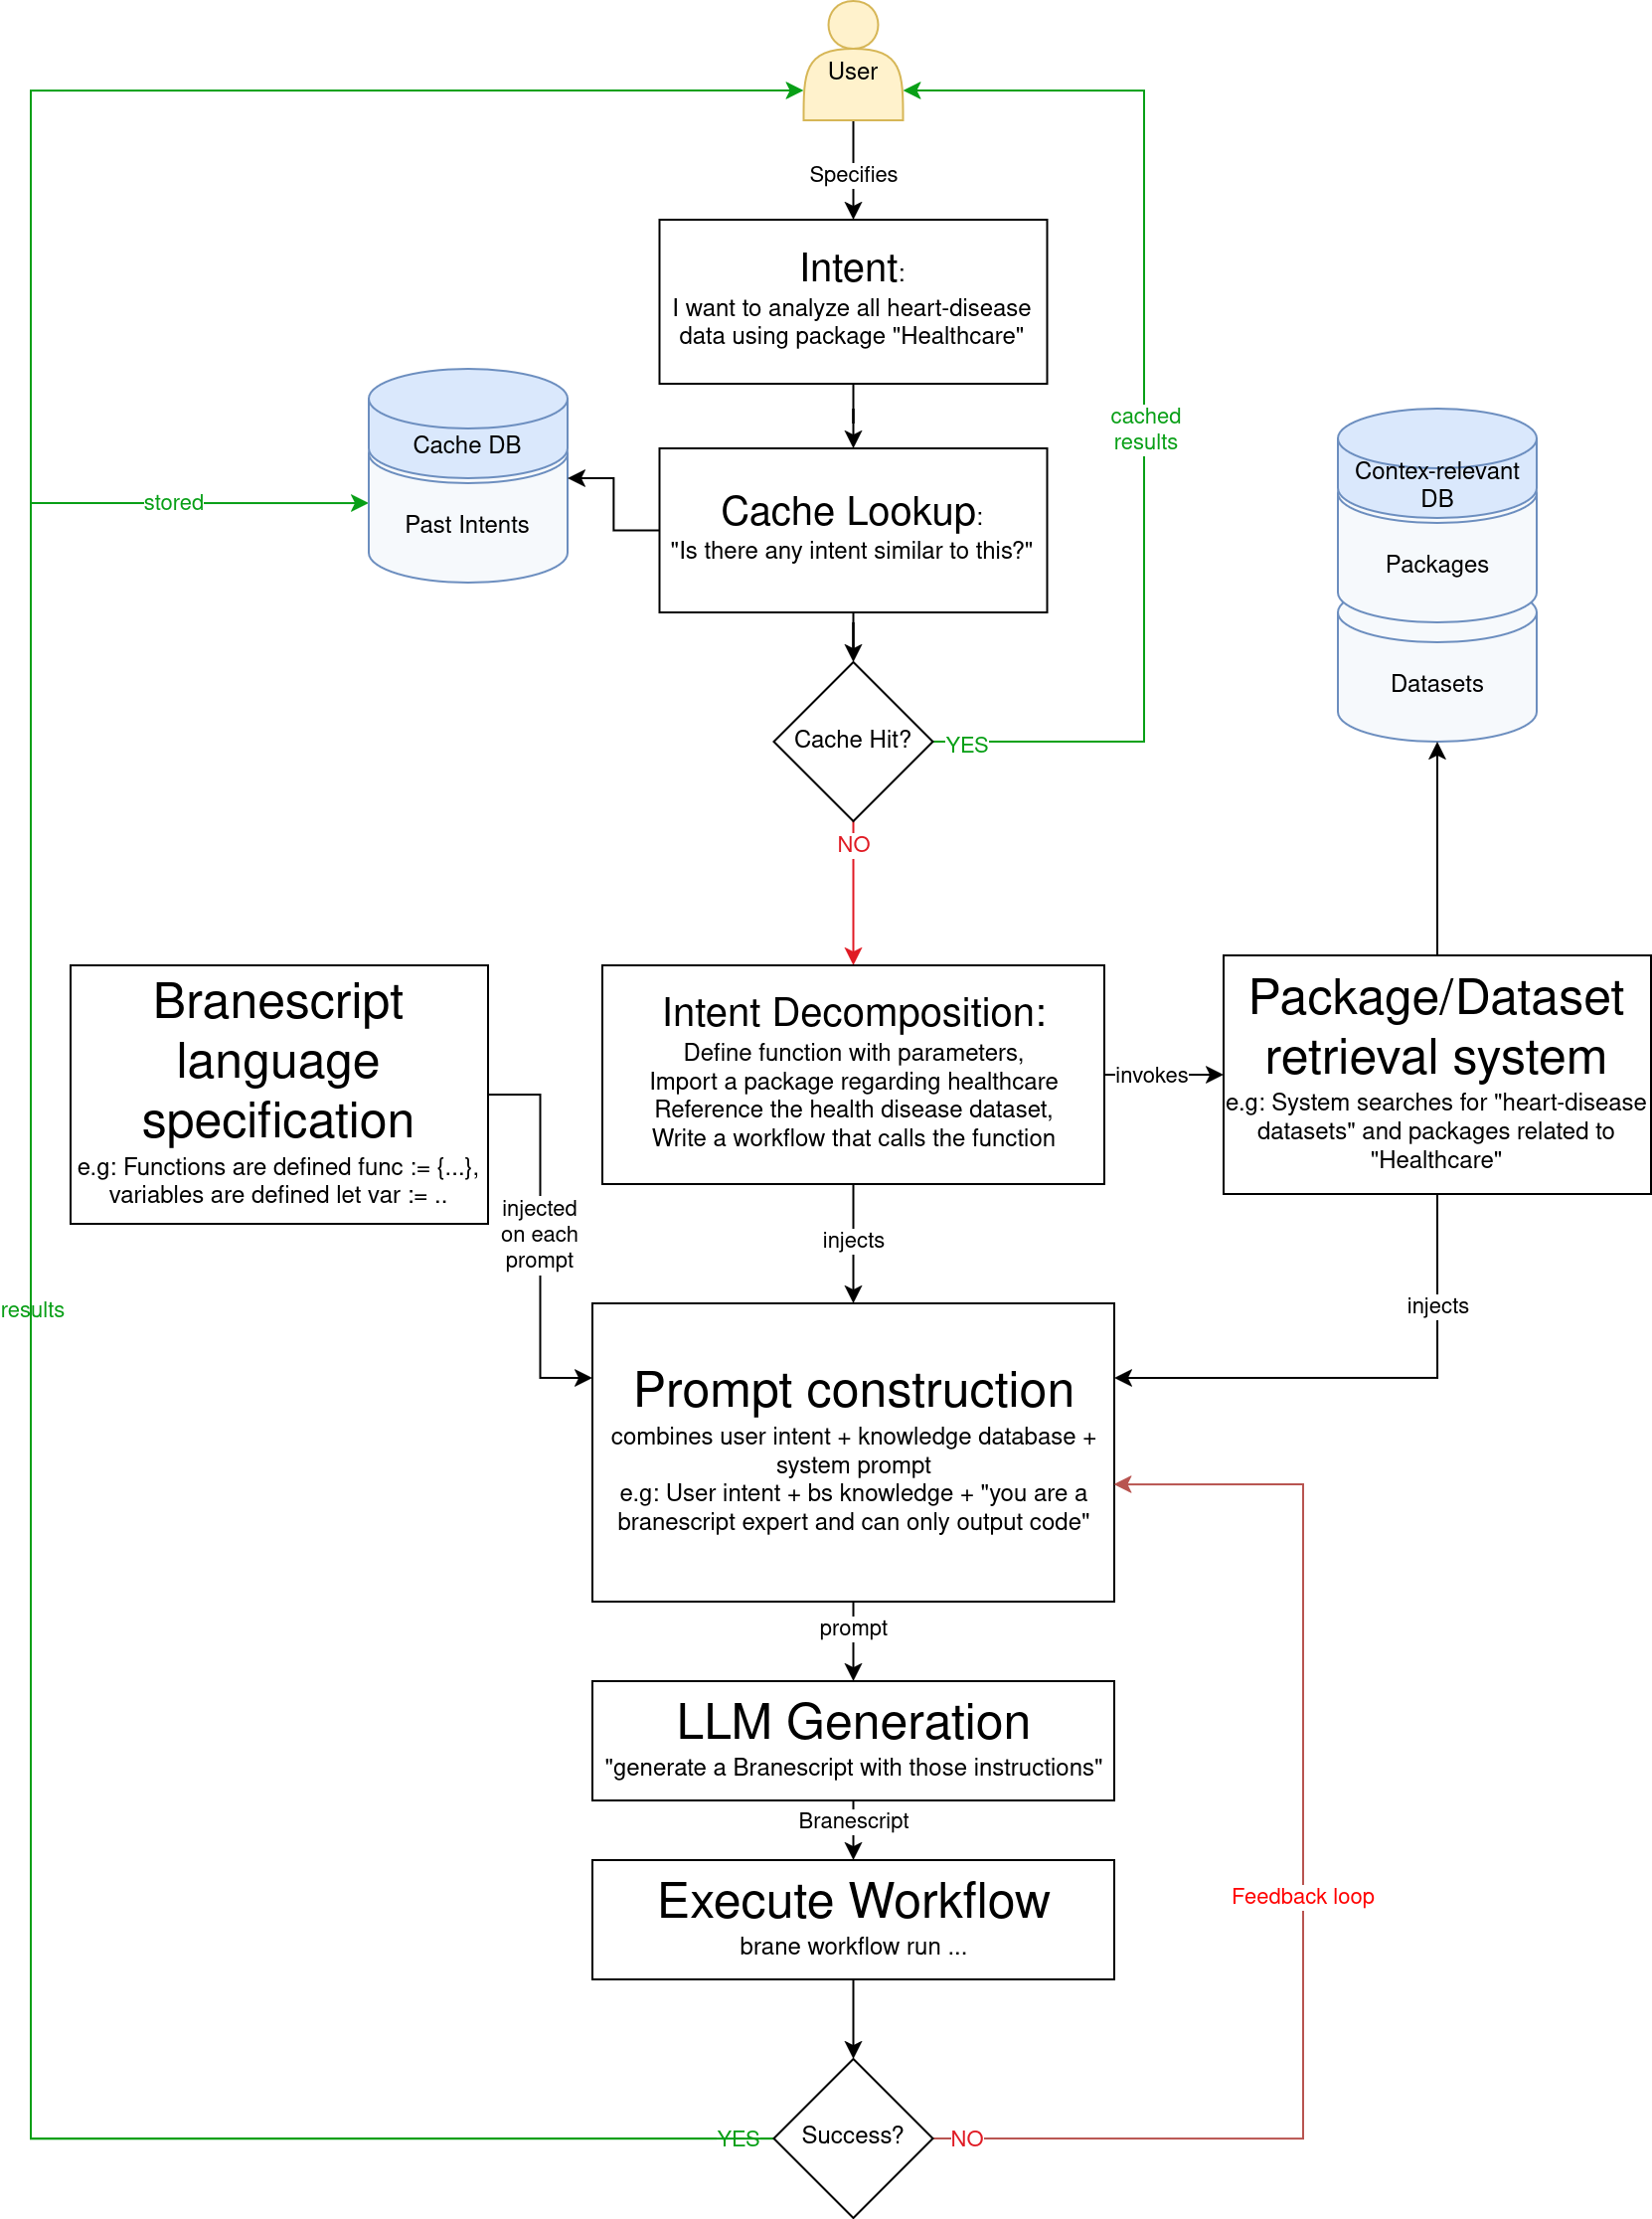 User
Specifies
Intent:
I want to analyze all heart-disease
data using package "Healthcare"
cached
results
Cache DB
Past Intents
stored
Cache Lookup:
"Is there any intent similar to this?"
Contex-relevant
DB
Packages
Datasets
Cache Hit?
YES
NO
Branescript
language
specification
e.g: Functions are defined func := {...},
variables are defined let var := ..
Intent Decomposition:
Define function with parameters,
Import a package regarding healthcare
Reference the health disease dataset,
Write a workflow that calls the function
invokes
Package/Dataset
retrieval system
e.g: System searches for "heart-disease
datasets" and packages related to
"Healthcare"
injected
on each
prompt
injects
injects
results
Prompt construction
combines user intent + knowledge database +
system prompt
e.g: User intent + bs knowledge + "you are a
branescript expert and can only output code"
prompt
LLM Generation
"generate a Branescript with those instructions"
Branescript
Execute Workflow
brane workflow run ...
Feedback loop
Success?
YES
NO